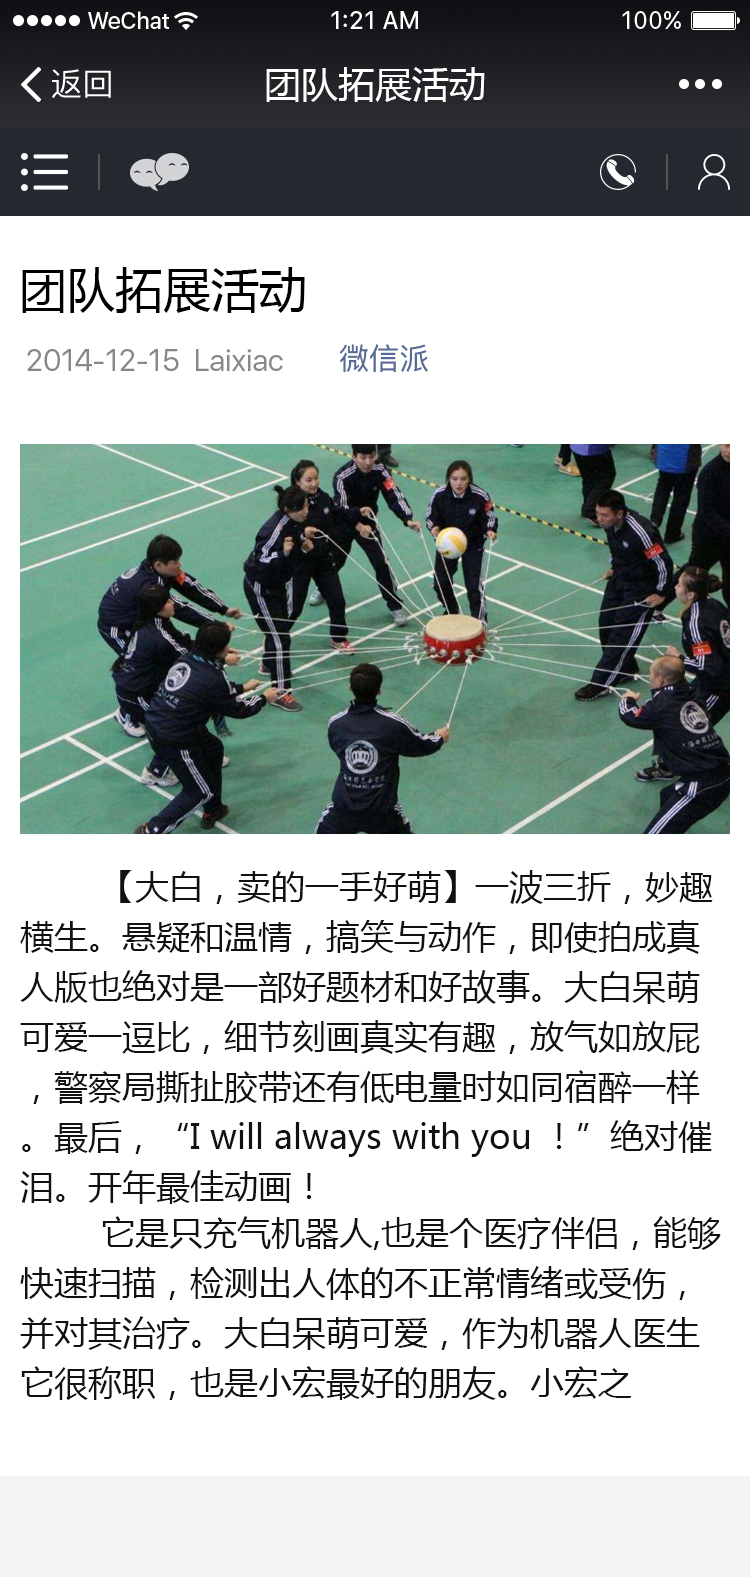 WeChat 1:21 AM 100%
返回 团队拓展活动
团队拓展活动
2014-12-15 Laixiac 微信派
【大白，卖的一手好萌】一波三折，妙趣
横生。悬疑和温情，搞笑与动作，即使拍成真
人版也绝对是一部好题材和好故事。大白呆萌
可爱一逗比，细节刻画真实有趣，放气如放屁
，警察局撕扯胶带还有低电量时如同宿醉一样
。最后，“I will always with you ！”绝对催
泪。开年最佳动画！
它是只充气机器人,也是个医疗伴侣，能够
快速扫描，检测出人体的不正常情绪或受伤，
并对其治疗。大白呆萌可爱，作为机器人医生
它很称职，也是小宏最好的朋友。小宏之